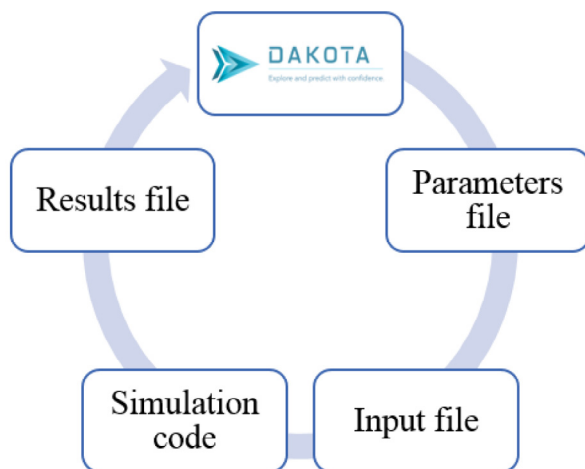 DAKOTA
Explore and predict with confidence
Parameters
file
Input file
Simulation
code
Results file